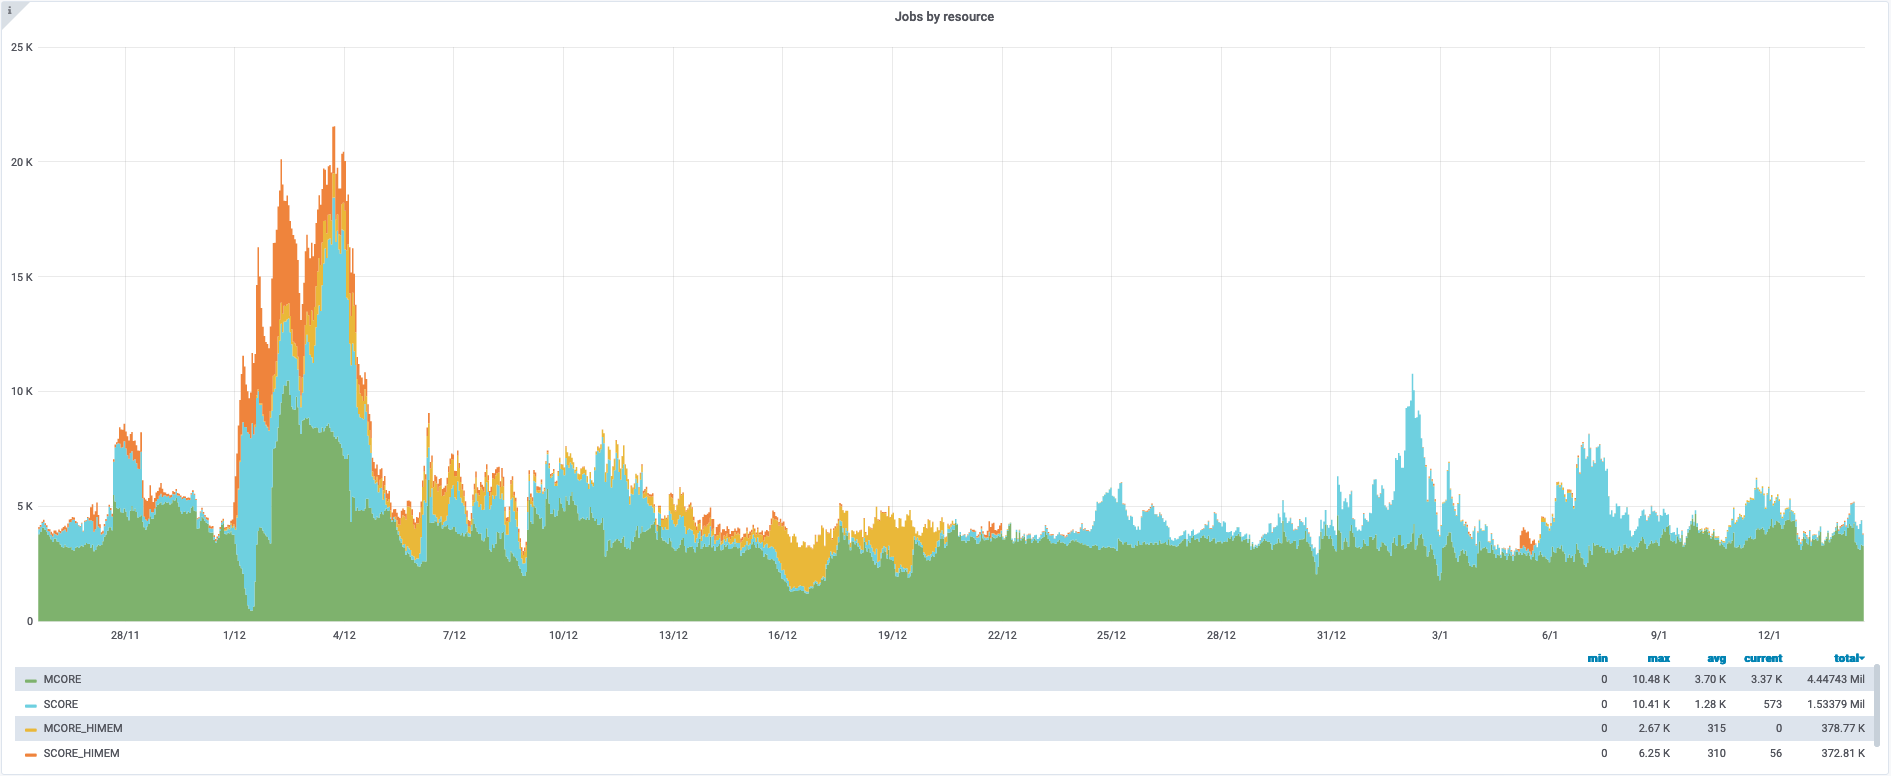 i
Jobs by resource
25 K
20 K
15 K
10 K
5 K
0
28/11 1/12 4/12 7/12 10/12 13/12 16/12 19/12 22/12 25/12 28/12 31/12 3/1 6/1 9/1 12/1
min max avg current total
MCORE 0 10.48 K 3.70 K 3.37 K 4.44743 Mil
SCORE 0 10.41 K 1.28 K 573 1.53379 Mil
MCORE_HIMEM 0 2.67 K 315 0 378.77 K
SCORE_HIMEM 0 6.25 K 310 56 372.81 K